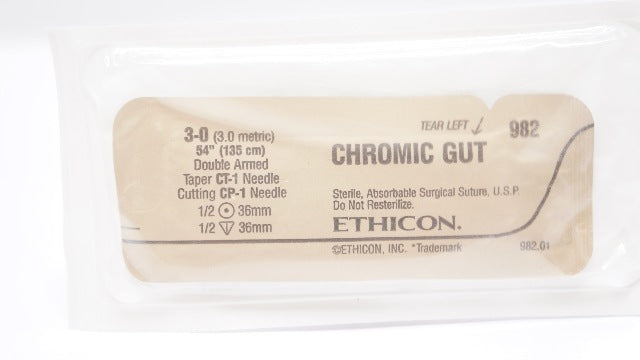 3-0 (3.0 metric)
54" (135 cm)
Double Armed
Taper CT-1 Needle
Cutting CP-1 Needle
1/2 36mm
1/2 36mm
TEAR LEFT
982
CHROMIC GUT
Sterile, Absorbable Surgical Suture, U.S.P.
Do Not Resterilize.
ETHICON*
©ETHICON, INC. *Trademark
982.01